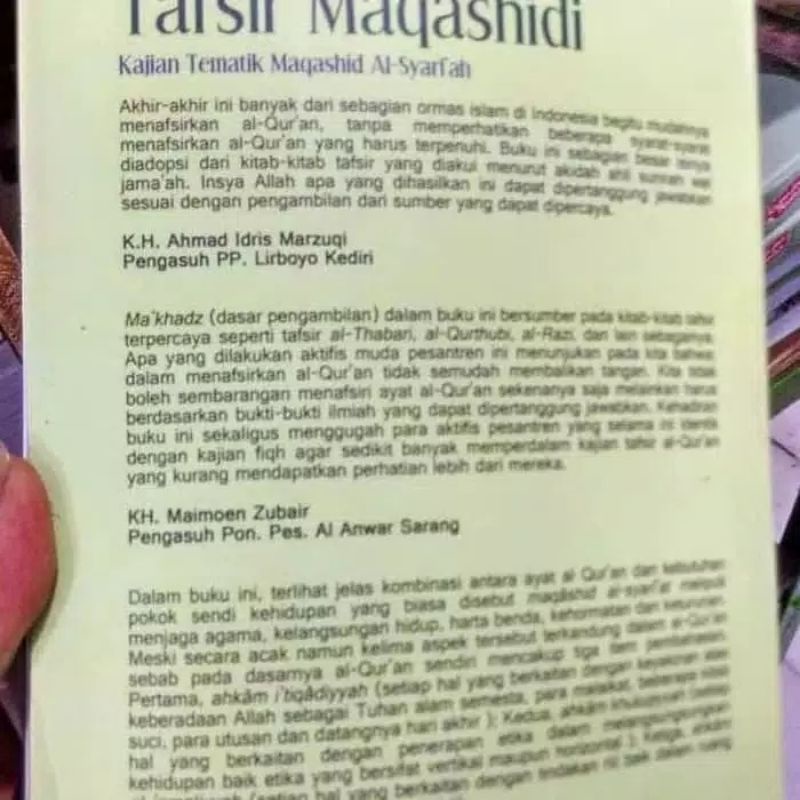 Tafsir Maqashidi
Kajian Tematik Maqashid Al-Syari'ah
Akhir-akhir ini banyak dari sebagian ormas islam di Indonesia begitu mudahnya
menafsirkan al-Qur'an, tanpa memperhatikan beberapa syarat-syarat
menafsirkan al-Qur'an yang harus terpenuhi. Buku ini sebagian besar isinya
diadopsi dari kitab-kitab tafsir yang diakui menurut akidah ahli sunnah wal
jama'ah. Insya Allah apa yang dihasilkan ini dapat dipertanggung jawabkan
sesuai dengan pengambilan dari sumber yang dapat dipercaya.
K.H. Ahmad Idris Marzuqi
Pengasuh PP. Lirboyo Kediri
Ma'khadz (dasar pengambilan) dalam buku ini bersumber pada kitab-kitab tafsir
terpercaya seperti tafsir al-Thabari, al-Qurthubi, al-Razi, dan lain sebagainya.
Apa yang dilakukan aktifis muda pesantren ini menunjukan pada kita bahwa
dalam menafsirkan al-Qur'an tidak semudah membalikan tangan. Kita tidak
boleh sembarangan menafsiri ayat al-Qur'an sekenanya saja melainkan harus
berdasarkan bukti-bukti ilmiah yang dapat dipertanggung jawabkan. Kehadiran
buku ini sekaligus menggugah para aktifis pesantren yang selama ini identik
dengan kajian fiqh agar sedikit banyak memperdalam kajian tafsir al-Qur'an
yang kurang mendapatkan perhatian lebih dari mereka.
KH. Maimoen Zubair
Pengasuh Pon. Pes. Al Anwar Sarang
Dalam buku ini, terlihat jelas kombinasi antara ayat al Qur'an dan kebutuhan
pokok sendi kehidupan yang biasa disebut maqâshid al-syarî'at meliputi
menjaga agama, kelangsungan hidup, harta benda, kehormatan dan keturunan.
Meski secara acak namun kelima aspek tersebut terkandung dalam al-Qur'an
sebab pada dasarnya al-Qur'an sendiri mencakup tiga item pembahasan.
Pertama, ahkâm i'tiqâdiyyah (setiap hal yang berkaitan dengan keyakinan
keberadaan Allah sebagai Tuhan alam semesta, para malaikat, beberapa kitab
suci, para utusan dan datangnya hari akhir ); Kedua, ahkâm
hal yang berkaitan dengan penerapan etika dalam
kehidupan baik etika yang bersifat vertikal maupun horizontal ); Ketiga, ahkâm
(setiap hal yang berkaitan dengan tindakan